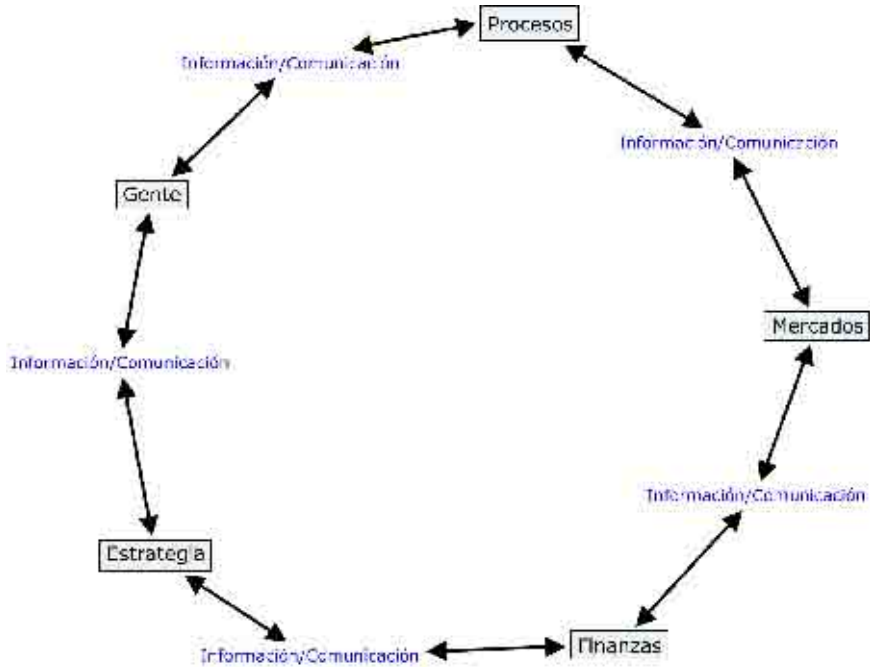 Procesos
Información/Comunicación
Información/Comunicación
Gente
Mercados
Información/Comunicación
Información/Comunicación
Estrategia
Finanzas
Información/Comunicación